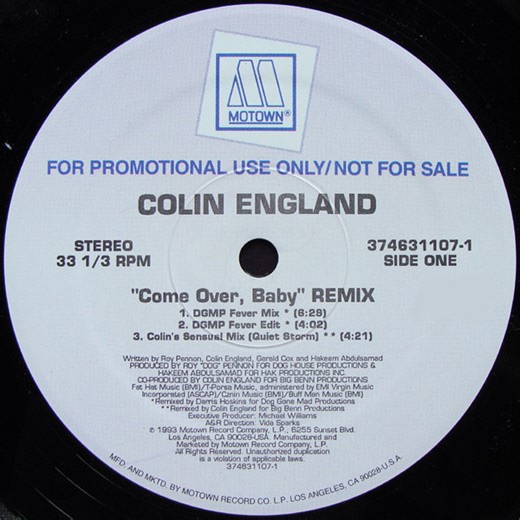 MOTOWN®
FOR PROMOTIONAL USE ONLY/NOT FOR SALE
COLIN ENGLAND
STEREO
33 1/3 RPM
374631107-1
SIDE ONE
"Come Over, Baby" REMIX
1. DGMP Fever Mix * (6:29)
2. DGMP Fever Edit * (4:02)
3. Colin's Sensual Mix (Quiet Storm) ** (4:21)
Written by Roy Pennon, Colin England, Gerald Cox and Hakeem Abdulsamad
PRODUCED BY ROY "DOG" PENNON FOR DOG HOUSE PRODUCTIONS &
HAKEEM ABDULSAMAD FOR HAK PRODUCTIONS INC.
CO-PRODUCED BY COLIN ENGLAND FOR BIG BENN PRODUCTIONS
Fat Hat Music (BMI)/T-Porsa Music, administered by EMI Virgin Music
Incorporated (ASCAP)/Cznin Music (BMI)/Buff Man Music (BMI)
*Remixed by Darris Hoskins for Dog Gone Mad Productions
**Remixed by Colin England for Big Benn Productions
Executive Producer: Michael Williams
A&R Direction: Vida Sparks
℗ 1993 Motown Record Company, L.P., 6255 Sunset Blvd.
Los Angeles, CA 90028-USA. Manufactured and
Marketed by Motown Record Company, L.P.
All Rights Reserved. Unauthorized duplication
is a violation of applicable laws.
374631107-1
MFD. AND MKTD. BY MOTOWN RECORD CO. L.P. LOS ANGELES, CA 90028-U.S.A.